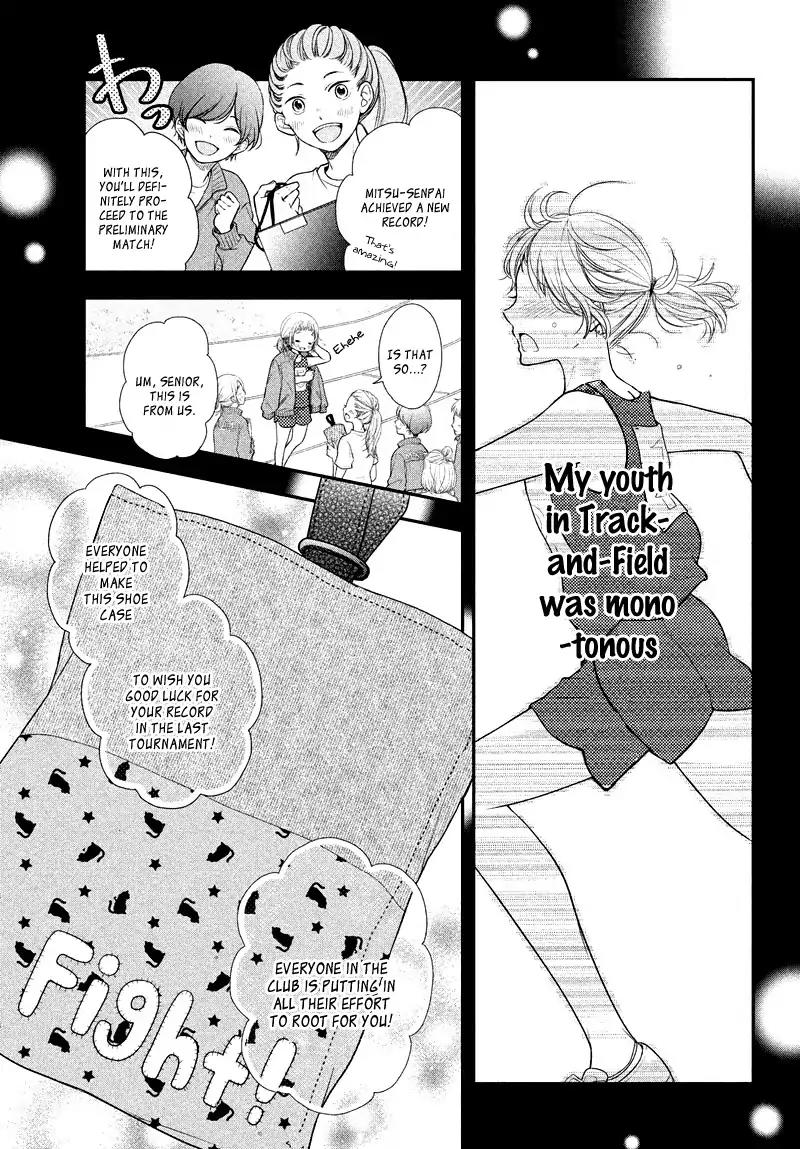 My youth
in Track-
and-Field
was mono
-tonous
わっ
MITSU-SENPAI
ACHIEVED A NEW
RECORD!
That's
amazing!
WITH THIS,
YOU'LL DEFI-
NITELY PRO-
CEED TO THE
PRELIMINARY
MATCH!
IS THAT
SO...?
Ehehe
UM, SENIOR,
THIS IS
FROM US.
EVERYONE
HELPED TO
MAKE
THIS SHOE
CASE
TO WISH YOU
GOOD LUCK FOR
YOUR RECORD
IN THE LAST
TOURNAMENT!
EVERYONE IN THE
CLUB IS PUTTING IN
ALL THEIR EFFORT
TO ROOT FOR YOU!
Fight!